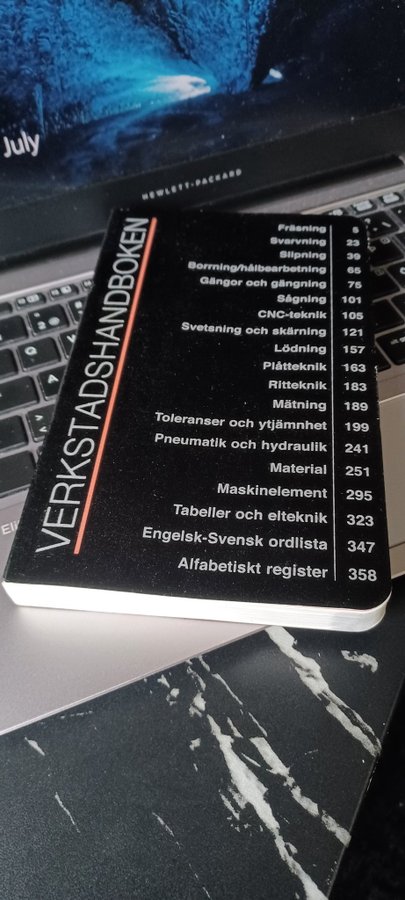 July
HEWLETT-PACKARD
VERKSTADSHANDBOKEN
Fräsning 5
Svarvning 23
Slipning 39
Borrning/hålbearbetning 65
Gängor och gängning 75
Sågning 101
CNC-teknik 105
Svetsning och skärning 121
Lödning 157
Plåtteknik 163
Ritteknik 183
Mätning 189
Toleranser och ytjämnhet 199
Pneumatik och hydraulik 241
Material 251
Maskinelement 295
Tabeller och elteknik 323
Engelsk-Svensk ordlista 347
Alfabetiskt register 358